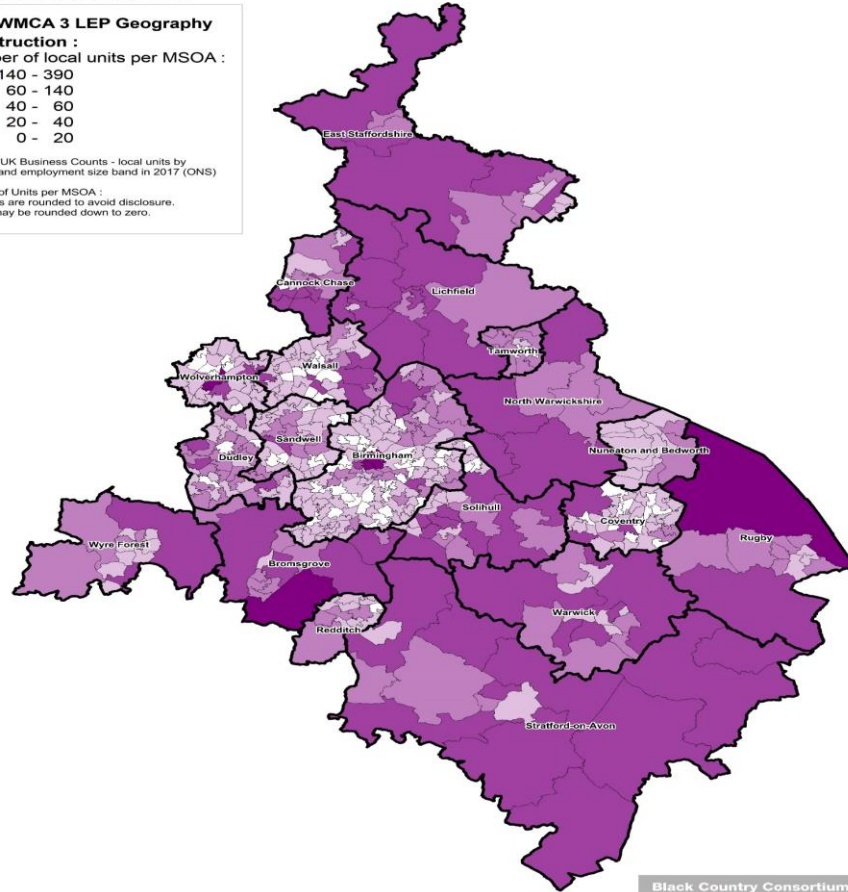 WMCA 3 LEP Geography
truction :
er of local units per MSOA :
140 - 390
60 - 140
40 - 60
20 - 40
0 - 20
UK Business Counts - local units by
and employment size band in 2017 (ONS)
of Units per MSOA :
s are rounded to avoid disclosure.
may be rounded down to zero.
East Staffordshire
Cannock Chase
Lichfield
Tamworth
Walsall
Wolverhampton
North Warwickshire
Sandwell
Nuneaton and Bedworth
Dudley
Birmingham
Solihull
Coventry
Rugby
Wyre Forest
Bromsgrove
Warwick
Redditch
Stratford-on-Avon
Black Country Consortium